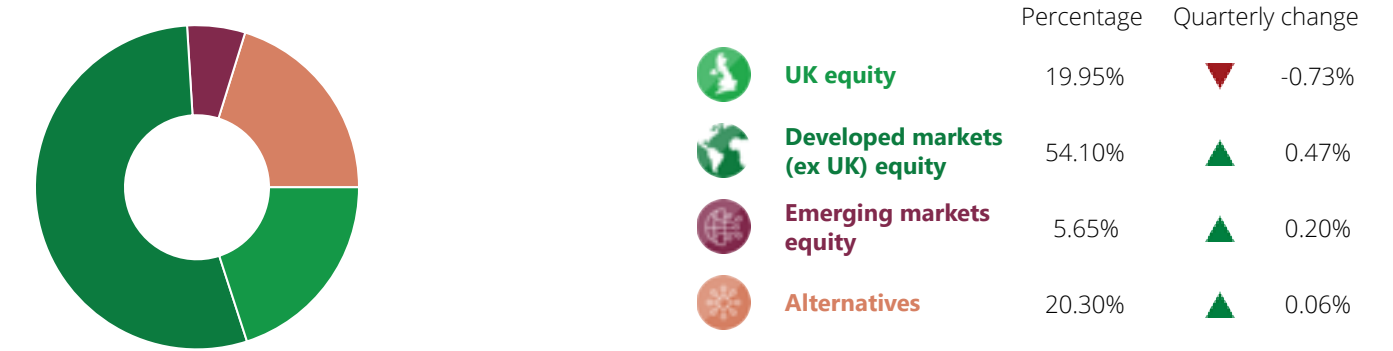 Percentage Quarterly change
UK equity 19.95% -0.73%
Developed markets
(ex UK) equity 54.10% 0.47%
Emerging markets
equity 5.65% 0.20%
Alternatives 20.30% 0.06%